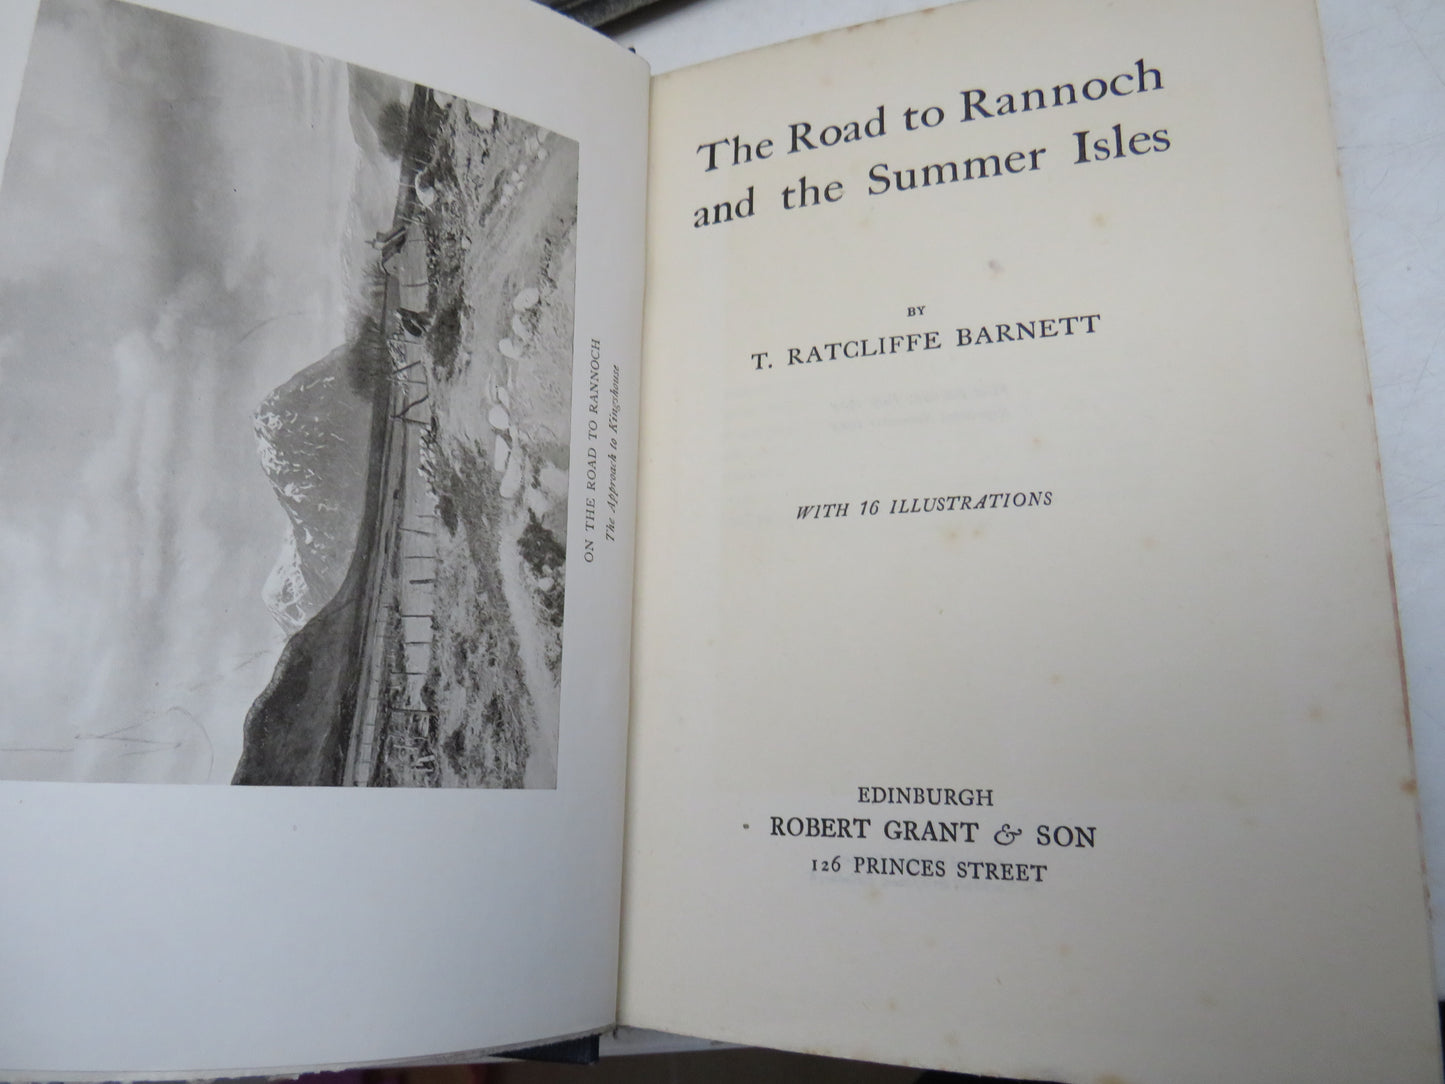 ON THE ROAD TO RANNOCH
The Approach to Kingshouse
The Road to Rannoch
and the Summer Isles
BY
T. RATCLIFFE BARNETT
WITH 16 ILLUSTRATIONS
EDINBURGH
ROBERT GRANT & SON
126 PRINCES STREET